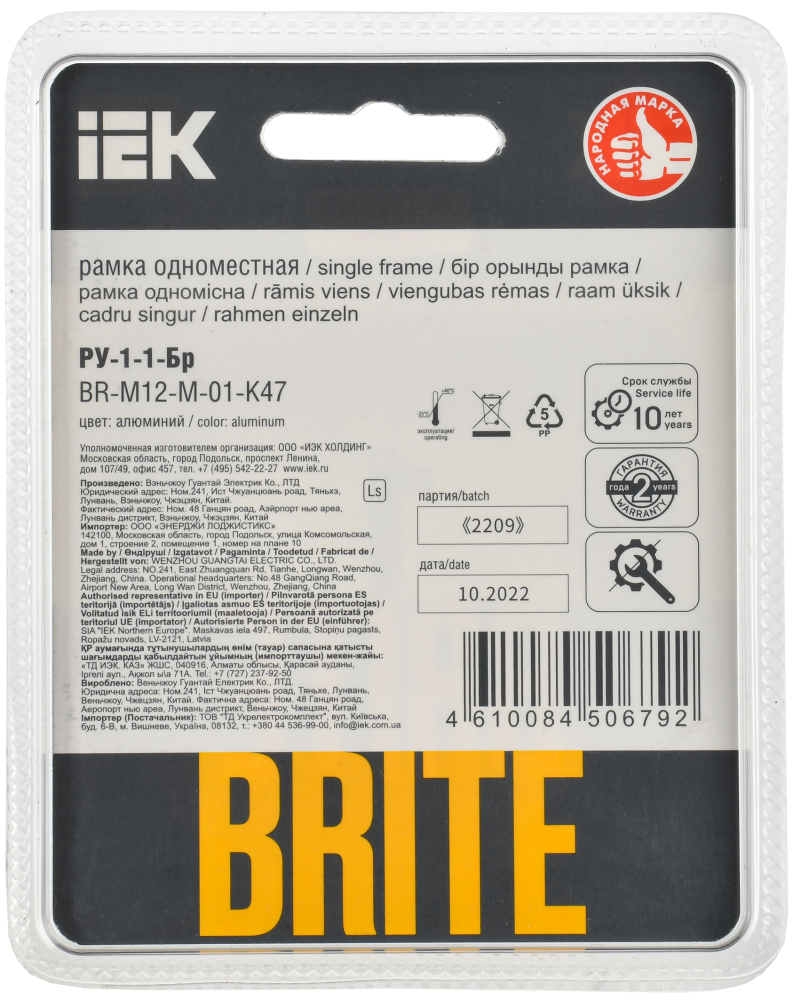 IEK
НАРОДНАЯ МАРКА
рамка одноместная / single frame / бір орынды рамка /
рамка одномісна / rāmis viens / viengubas rėmas / raam üksik /
cadru singur / rahmen einzeln
РУ-1-1-Бр
BR-M12-M-01-K47
цвет: алюминий / color: aluminum
+40°C
-25°C
эксплуатация/
operating
5
PP
Срок службы
Service life
10 лет
years
ГАРАНТИЯ
года 2 years
WARRANTY
Уполномоченная изготовителем организация: ООО «ИЭК ХОЛДИНГ»
Московская область, город Подольск, проспект Ленина,
дом 107/49, офис 457, тел. +7 (495) 542-22-27 www.iek.ru
Произведено: Вэньчжоу Гуантай Электрик Ко., ЛТД
Юридический адрес: Ном.241, Ист Чжуанцюань роад, Тяньхэ,
Лунвань, Вэньчжоу, Чжэцзян, Китай.
Фактический адрес: Ном. 48 Ганцян роад, Аэйрпорт нью ареа,
Лунвань дистрикт, Вэньчжоу, Чжэцзян, Китай
Импортер: ООО «ЭНЕРДЖИ ЛОДЖИСТИКС»
142100, Московская область, город Подольск, улица Комсомольская,
дом 1, строение 2, помещение 1, номер на плане 10
Made by / Өндіруші / Izgatavot / Pagaminta / Toodetud / Fabricat de /
Hergestellt von: WENZHOU GUANGTAI ELECTRIC CO., LTD.
Legal address: NO.241, East Zhuangquan Rd, Tianhe, Longwan, Wenzhou,
Zhejiang, China. Operational headquarters: No.48 GangQiang Road,
Airport New Area, Long Wan District, Wenzhou, Zhejiang, China
Authorised representative in EU (importer) / Pilnvarotā persona ES
teritorijā (importētājs) / Įgaliotas asmuo ES teritorijoje (importuotojas) /
Volitatud isik ELi territooriumil (maaletooja) / Persoană autorizată pe
teritoriul UE (importator) / Autorisierte Person in der EU (einführer):
SIA "IEK Northern Europe". Maskavas iela 497, Rumbula, Stopiņu pagasts,
Ropažu novads, LV-2121, Latvia
ҚР аумағында тұтынушылардың өнім (тауар) сапасына қатысты
шағымдарды қабылдайтын ұйымның (импорттаушы) мекен-жайы:
«ТД ИЭК. КАЗ» ЖШС, 040916, Алматы облысы, Қарасай ауданы,
Іргелі аул., Ақжол ы/а 71А. Tel.: +7 (727) 237-92-50
Вироблено: Веньчжоу Гуантай Електрик Ко., ЛТД.
Юридична адреса: Ном.241, Іст Чжуанцюань роад, Тяньхе, Лунвань,
Веньчжоу, Чжецзян, Китай. Фактична адреса: Ном. 48 Ганцян роад,
Аеропорт нью ареа, Лунвань дистрикт, Веньчжоу, Чжецзян, Китай
Імпортер (Постачальник): ТОВ "ТД Укрелектрокомплект", вул. Київська,
буд. 6-В, м. Вишневе, Україна, 08132, т.: +380 44 536-99-00, info@iek.com.ua
Ls
партия/batch
《2209》
дата/date
10.2022
4 610084 506792
BRITE